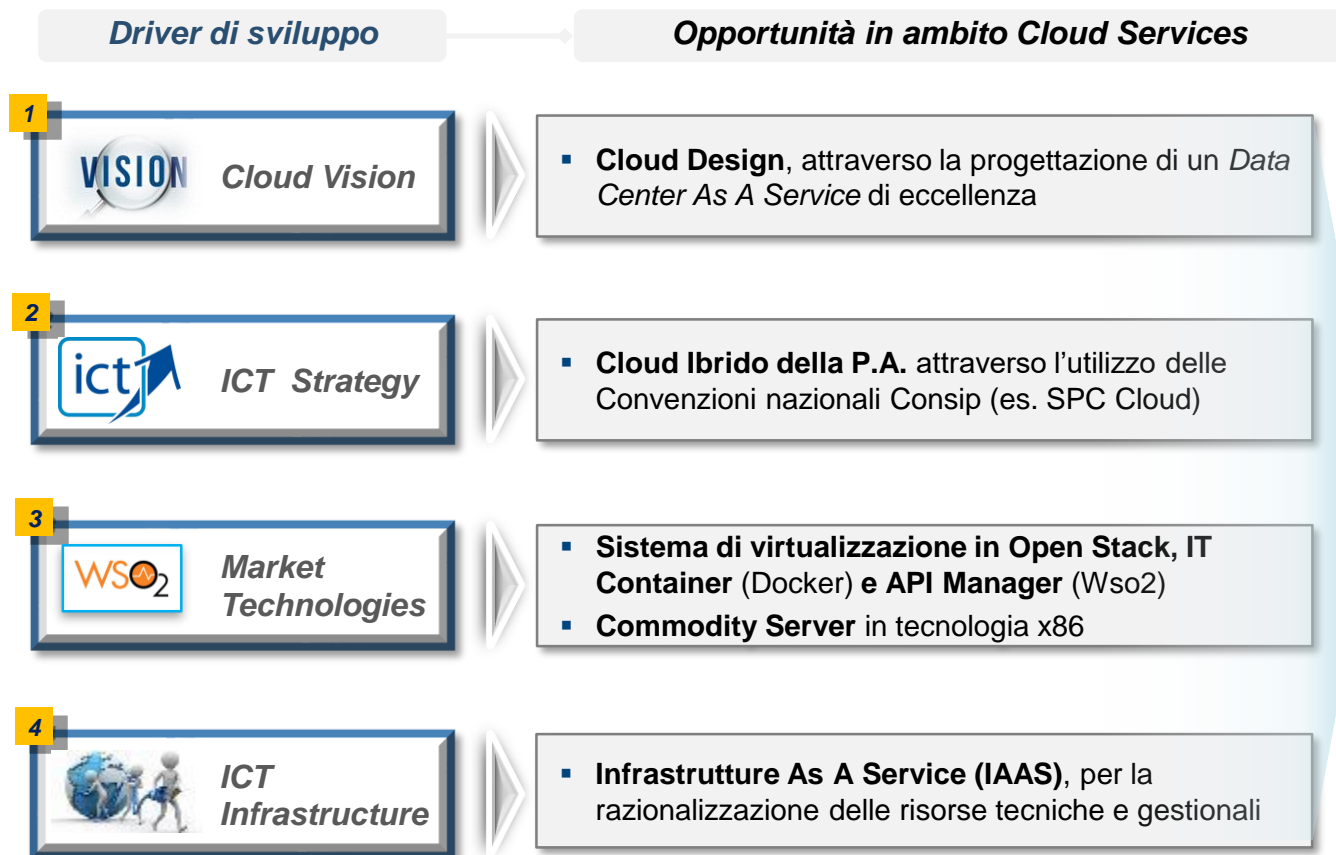 Driver di sviluppo
Opportunità in ambito Cloud Services
1
VISION
Cloud Vision
▪ Cloud Design, attraverso la progettazione di un Data
Center As A Service di eccellenza
2
ict
ICT Strategy
▪ Cloud Ibrido della P.A. attraverso l'utilizzo delle
Convenzioni nazionali Consip (es. SPC Cloud)
3
WSO2
Market
Technologies
▪ Sistema di virtualizzazione in Open Stack, IT
Container (Docker) e API Manager (Wso2)
▪ Commodity Server in tecnologia x86
4
ICT
Infrastructure
▪ Infrastrutture As A Service (IAAS), per la
razionalizzazione delle risorse tecniche e gestionali